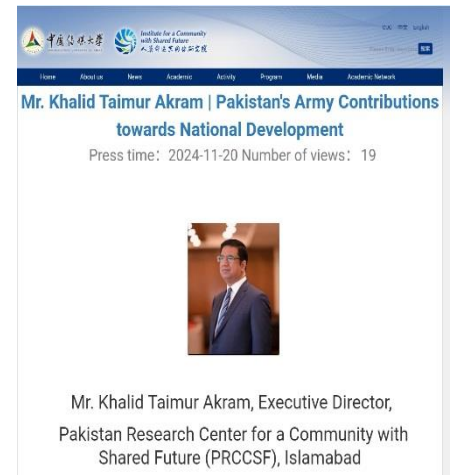 English
中国传媒大学
Institute for a Community
with Shared Future
人类命运共同体研究院
Home About us News Academic Activity Program Media Academic Network
Mr. Khalid Taimur Akram | Pakistan's Army Contributions
towards National Development
Press time： 2024-11-20 Number of views： 19
Mr. Khalid Taimur Akram, Executive Director,
Pakistan Research Center for a Community with
Shared Future (PRCCSF), Islamabad